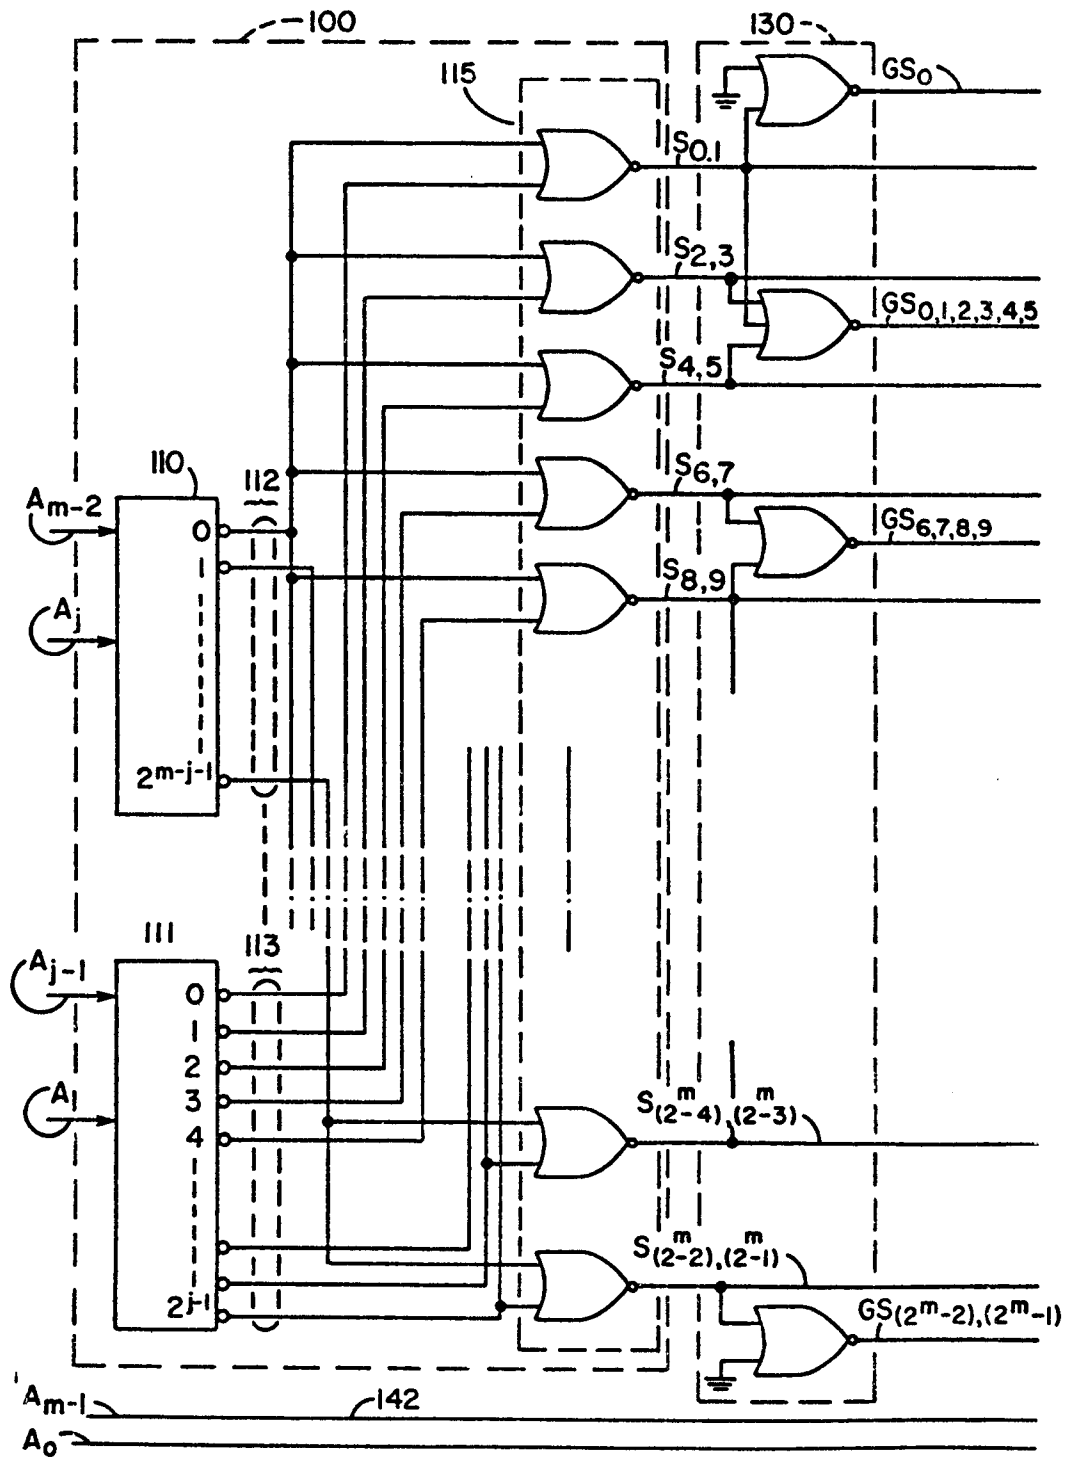 100
130
115
GS0
S0.1
S2,3
GS0,1,2,3,4,5
S4,5
110
112
S6,7
Am-2
0
GS6,7,8,9
1
S8,9
Aj
2m-j-1
111
113
Aj-1
0
1
2
A1
3
4
S(2m-4),(2m-3)
S(2m-2),(2m-1)
2j-1
GS(2m-2),(2m-1)
Am-1
142
A0